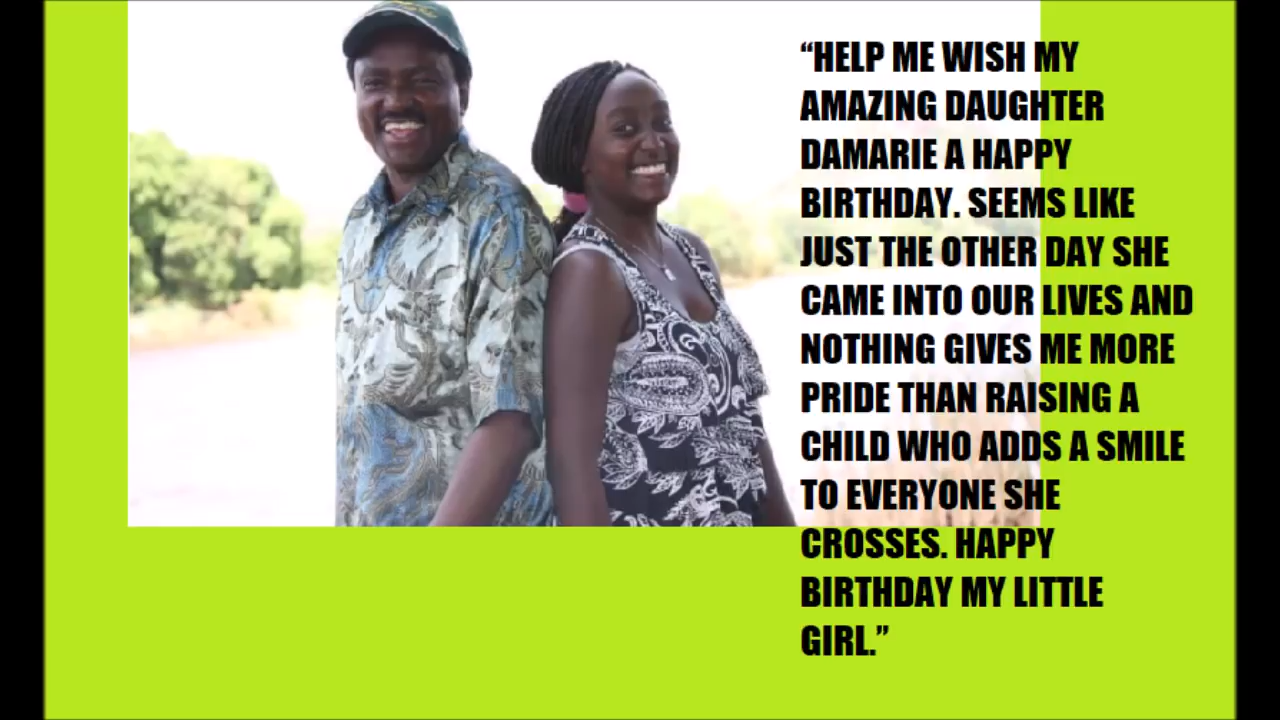 “HELP ME WISH MY
AMAZING DAUGHTER
DAMARIE A HAPPY
BIRTHDAY. SEEMS LIKE
JUST THE OTHER DAY SHE
CAME INTO OUR LIVES AND
NOTHING GIVES ME MORE
PRIDE THAN RAISING A
CHILD WHO ADDS A SMILE
TO EVERYONE SHE
CROSSES. HAPPY
BIRTHDAY MY LITTLE
GIRL.”